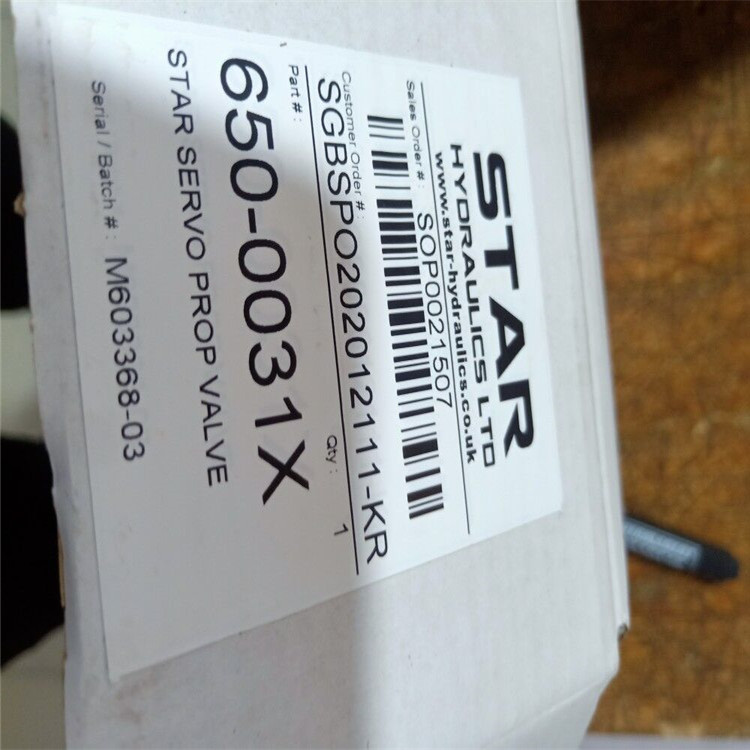 STAR
HYDRAULICS LTD
www.star-hydraulics.co.uk
Sales Order # : SOP0021507
Customer Order # :
SGBSPO202012111-KR
Part # : Qty : 1
650-0031X
STAR SERVO PROP VALVE
Serial / Batch # : M603368-03